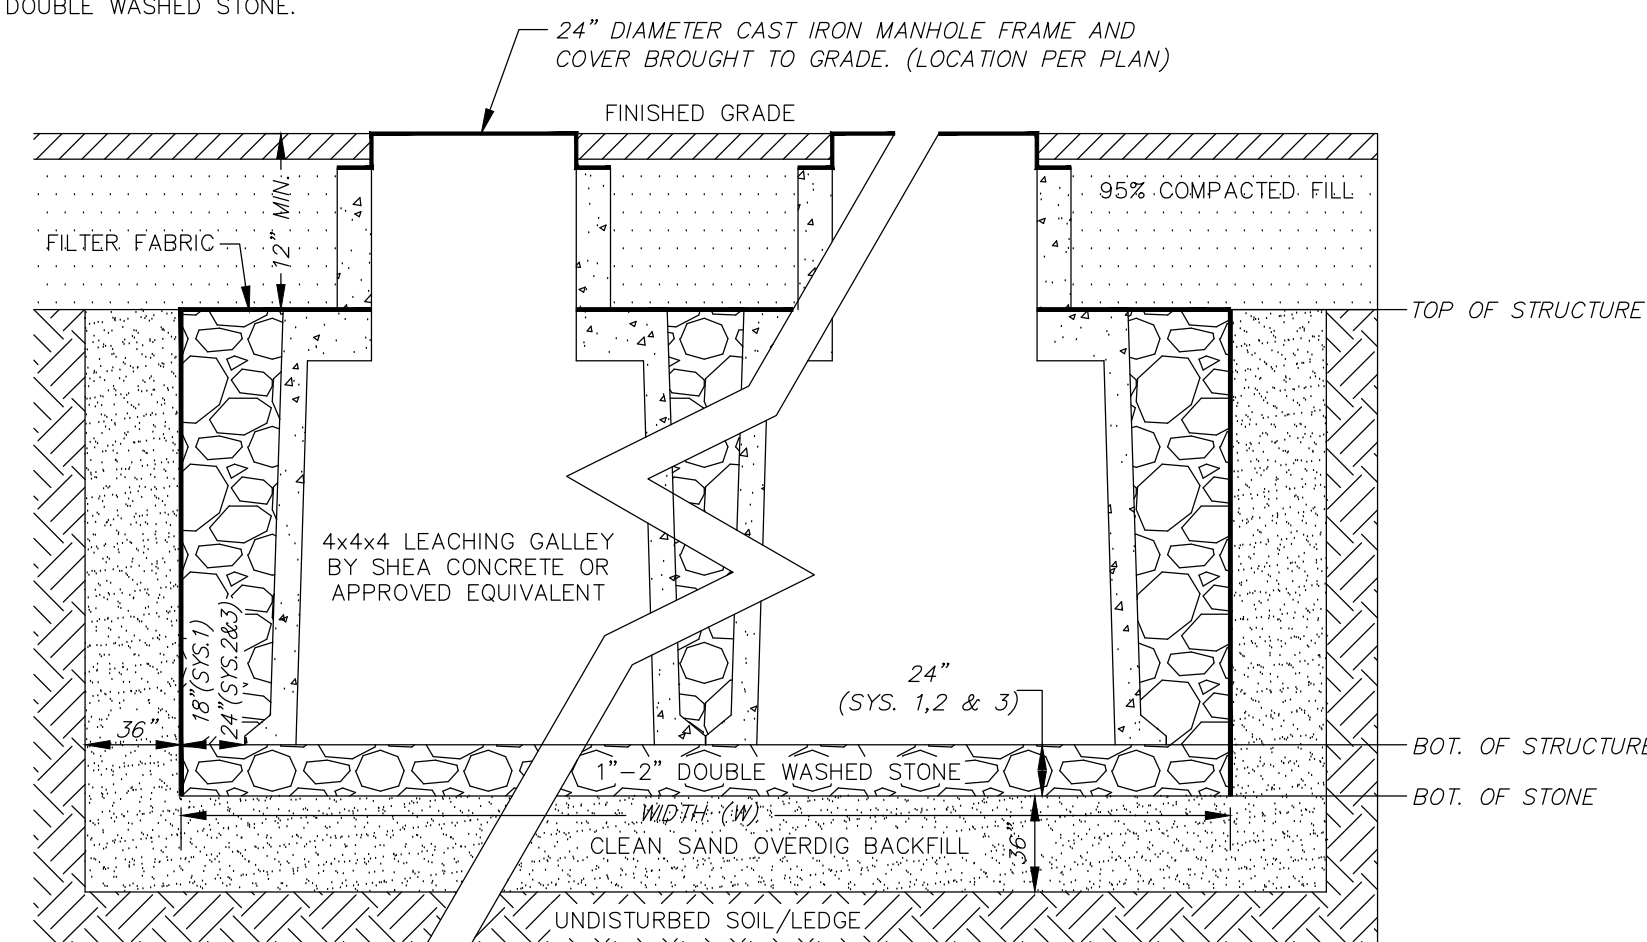 DOUBLE WASHED STONE.
24" DIAMETER CAST IRON MANHOLE FRAME AND
COVER BROUGHT TO GRADE. (LOCATION PER PLAN)
FINISHED GRADE
12" MIN.
95% COMPACTED FILL
FILTER FABRIC
TOP OF STRUCTURE
4x4x4 LEACHING GALLEY
BY SHEA CONCRETE OR
APPROVED EQUIVALENT
18"(SYS.1)
24"(SYS.2&3)
36"
24"
(SYS. 1,2 & 3)
BOT. OF STRUCTURE
1"-2" DOUBLE WASHED STONE
BOT. OF STONE
WIDTH (W)
CLEAN SAND OVERDIG BACKFILL
36"
UNDISTURBED SOIL/LEDGE